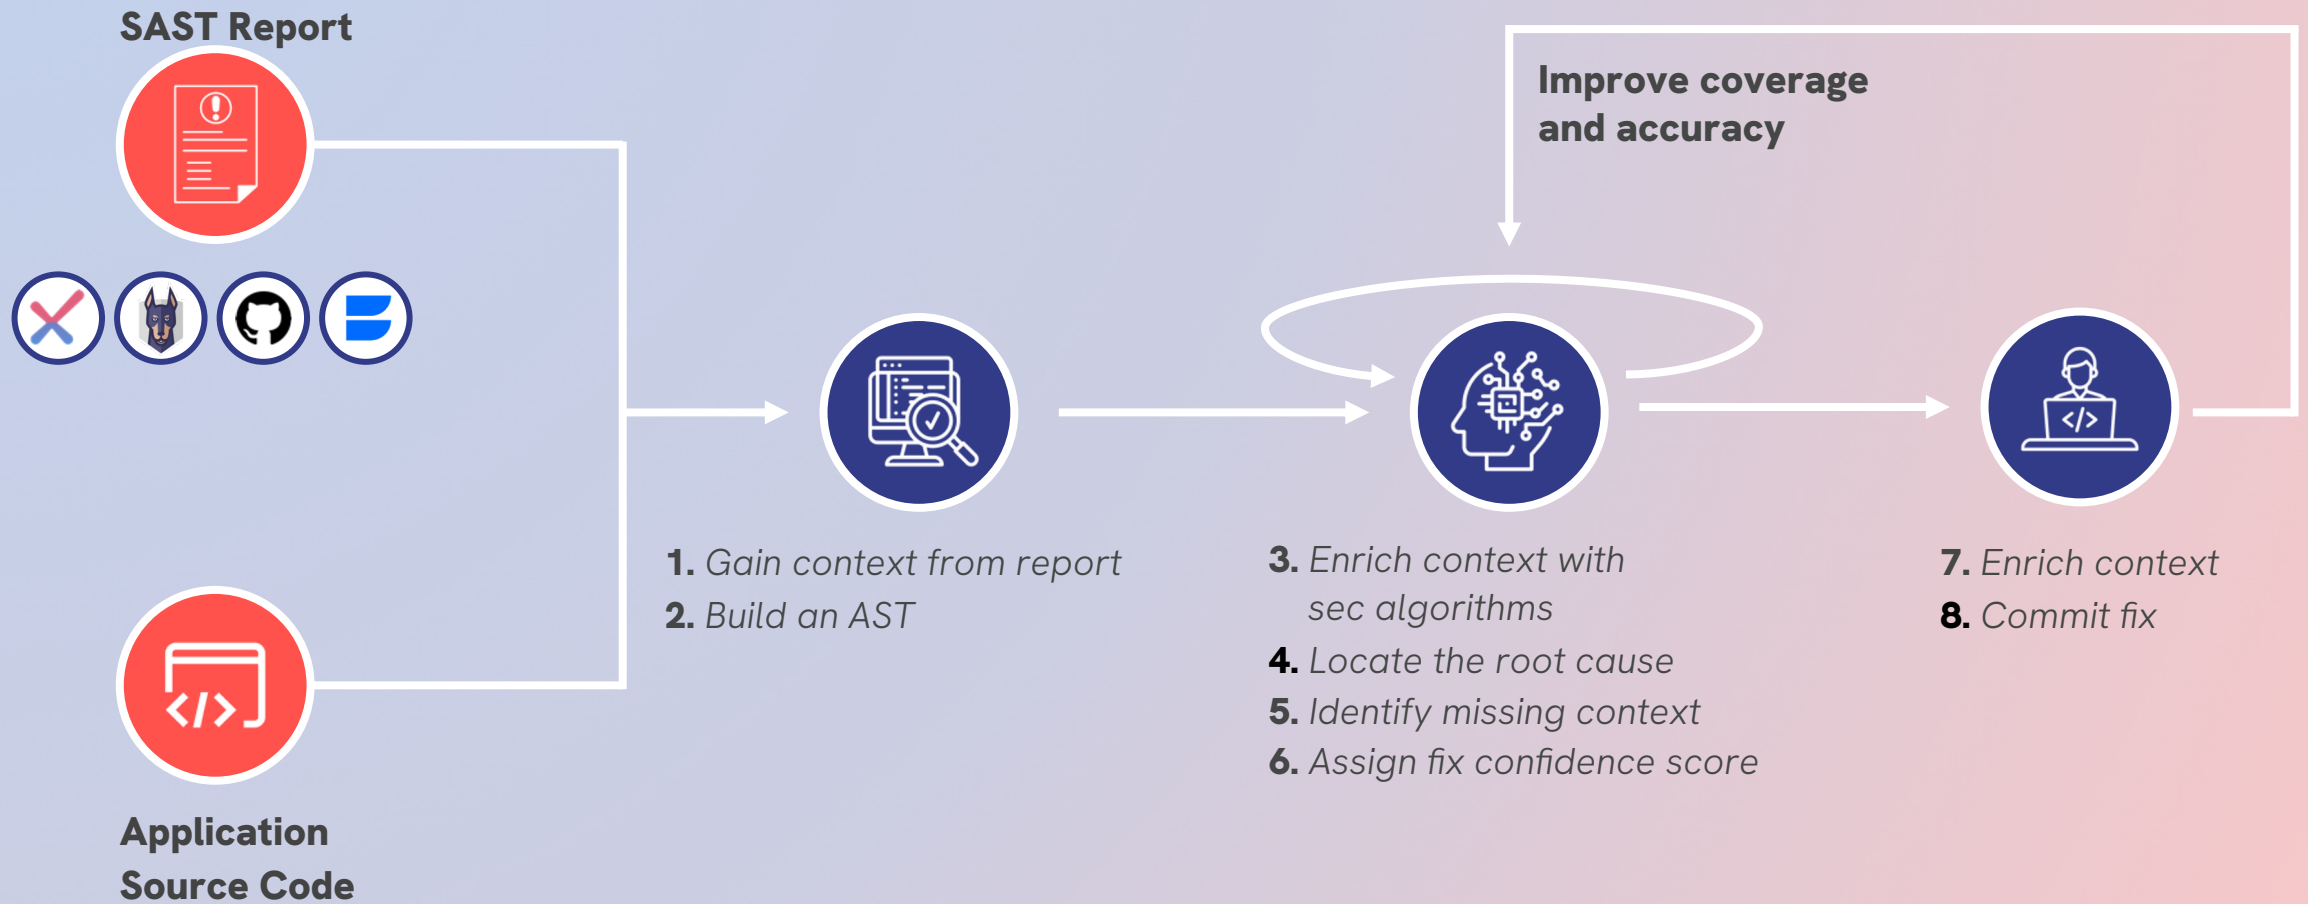 SAST Report
Improve coverage
and accuracy
1. Gain context from report
2. Build an AST
3. Enrich context with
sec algorithms
4. Locate the root cause
5. Identify missing context
6. Assign fix confidence score
7. Enrich context
8. Commit fix
Application
Source Code